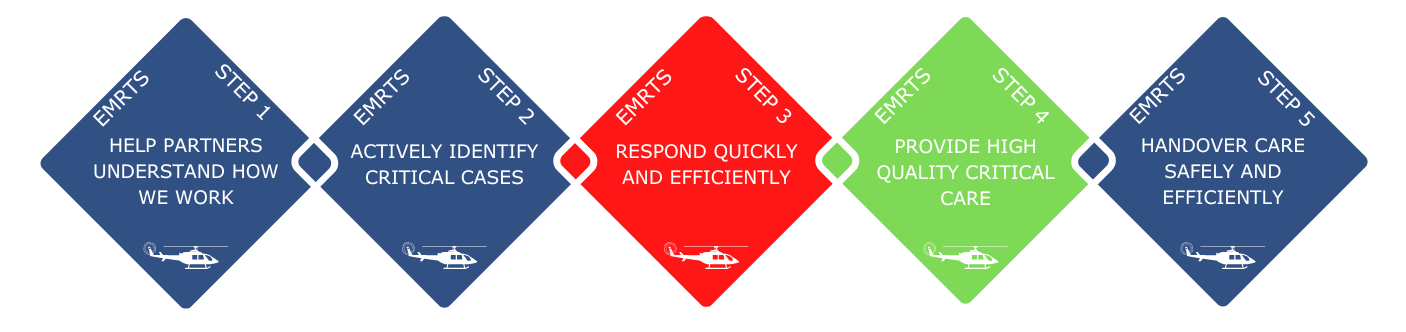 EMRTS
STEP 1
HELP PARTNERS
UNDERSTAND HOW
WE WORK
EMRTS
STEP 2
ACTIVELY IDENTIFY
CRITICAL CASES
EMRTS
STEP 3
RESPOND QUICKLY
AND EFFICIENTLY
EMRTS
STEP 4
PROVIDE HIGH
QUALITY CRITICAL
CARE
EMRTS
STEP 5
HANDOVER CARE
SAFELY AND
EFFICIENTLY